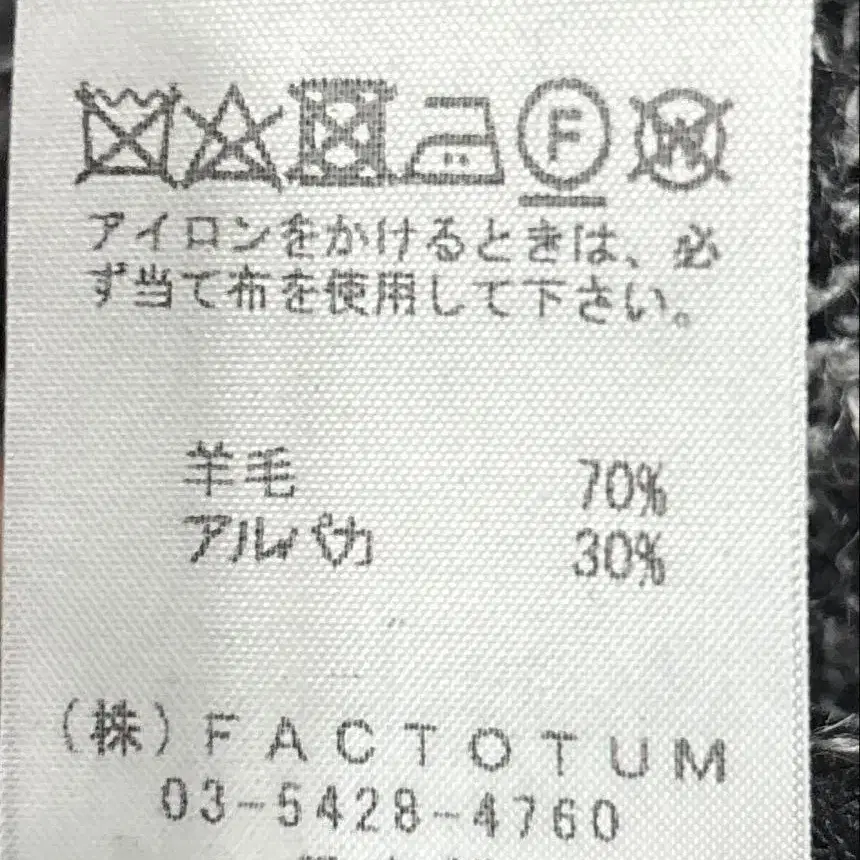 F W
アイロンをかけるときは、必
ず当て布を使用して下さい。
羊毛 70%
アルパカ 30%
(株)FACTOTUM
03-5428-4760